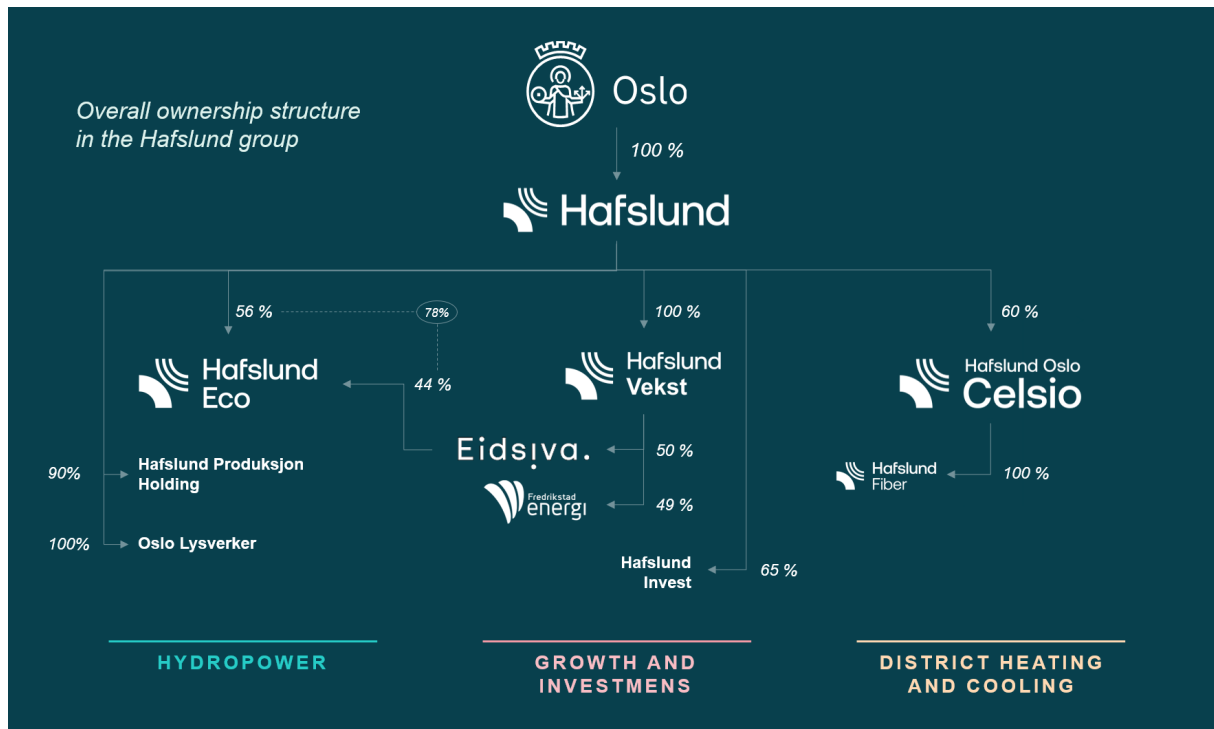 Oslo
Overall ownership structure
in the Hafslund group
100 %
Hafslund
56 %
78%
100 %
60 %
Hafslund
Eco
44 %
Hafslund
Vekst
Hafslund Oslo
Celsio
Eidsiva.
50 %
90%
Hafslund Produksjon
Holding
Hafslund
Fiber
100 %
Fredrikstad
energi
49 %
100%
Oslo Lysverker
Hafslund
Invest
65 %
HYDROPOWER
GROWTH AND
INVESTMENS
DISTRICT HEATING
AND COOLING